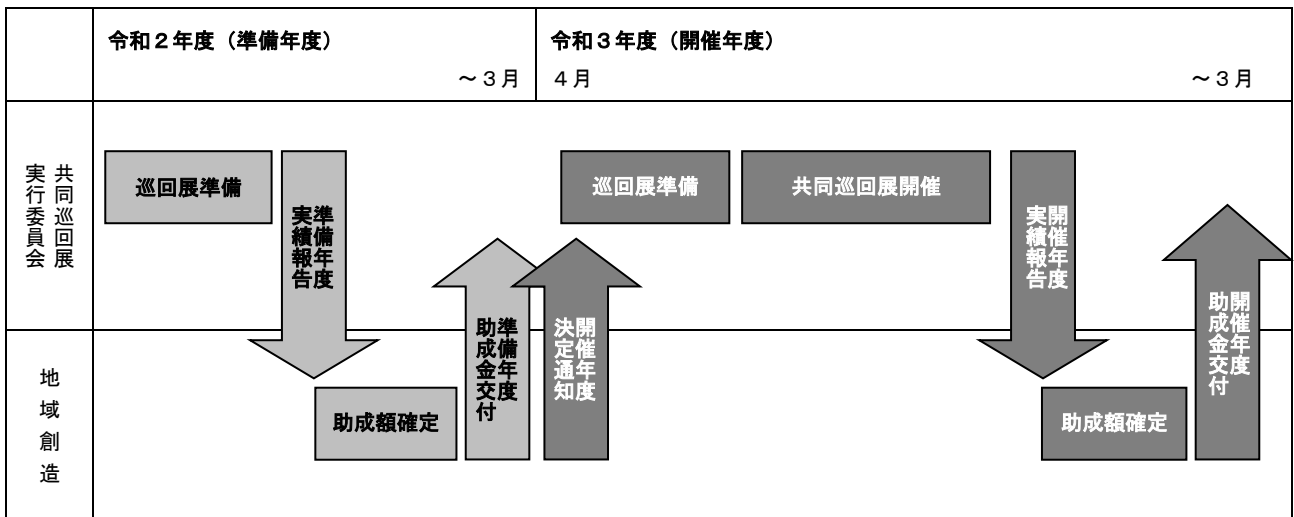 令和２年度（準備年度）
～３月
令和３年度（開催年度）
４月
～３月
共同巡回展
実行委員会
巡回展準備
準備年度
実績報告
準備年度
助成金交付
開催年度
決定通知
巡回展準備
共同巡回展開催
開催年度
実績報告
開催年度
助成金交付
地域創造
助成額確定
助成額確定